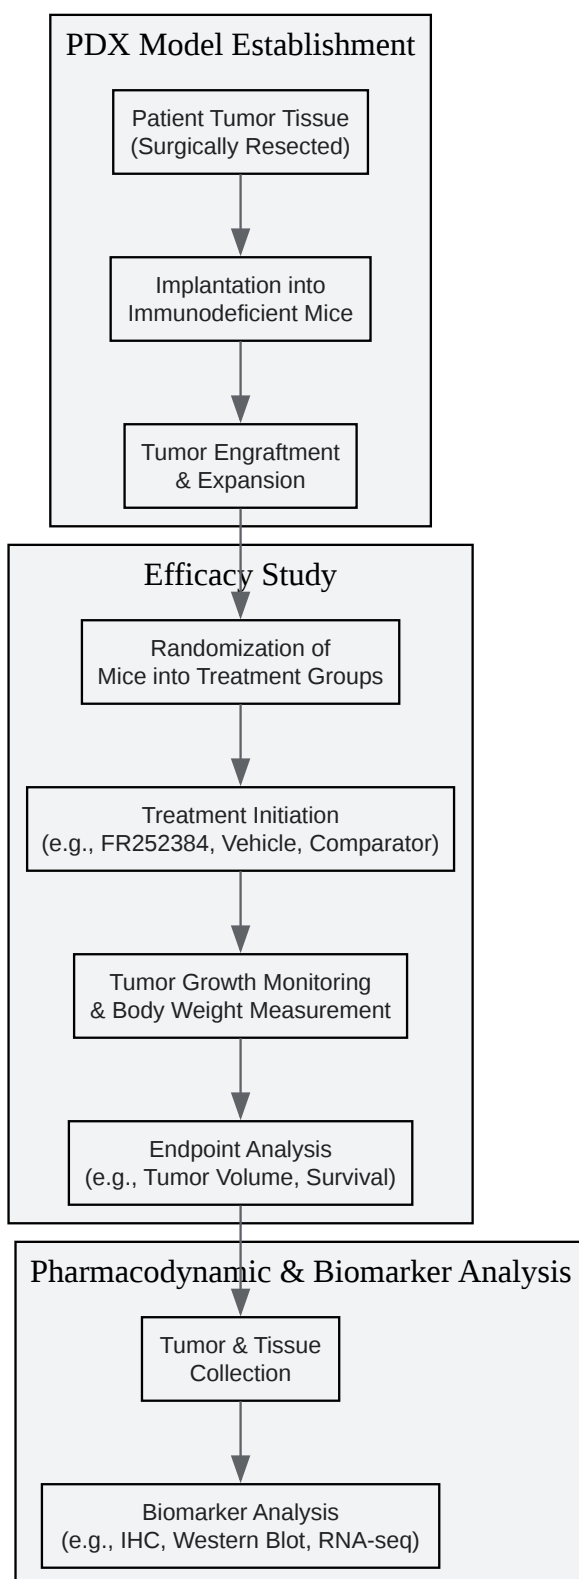 PDX Model Establishment
Patient Tumor Tissue
(Surgically Resected)
Implantation into
Immunodeficient Mice
Tumor Engraftment
& Expansion
Efficacy Study
Randomization of
Mice into Treatment Groups
Treatment Initiation
(e.g., FR252384, Vehicle, Comparator)
Tumor Growth Monitoring
& Body Weight Measurement
Endpoint Analysis
(e.g., Tumor Volume, Survival)
Pharmacodynamic & Biomarker Analysis
Tumor & Tissue
Collection
Biomarker Analysis
(e.g., IHC, Western Blot, RNA-seq)